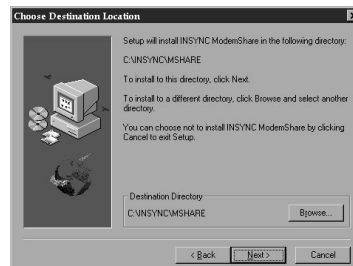 Choose Destination Location
Setup will install INSYNC ModemShare in the following directory:
C:\INSYNC\MSHARE
To install to this directory, click Next.
To install to a different directory, click Browse and select another
directory.
You can choose not to install INSYNC ModemShare by clicking
Cancel to exit Setup.
Destination Directory
C:\INSYNC\MSHARE
Browse...
< Back
Next >
Cancel